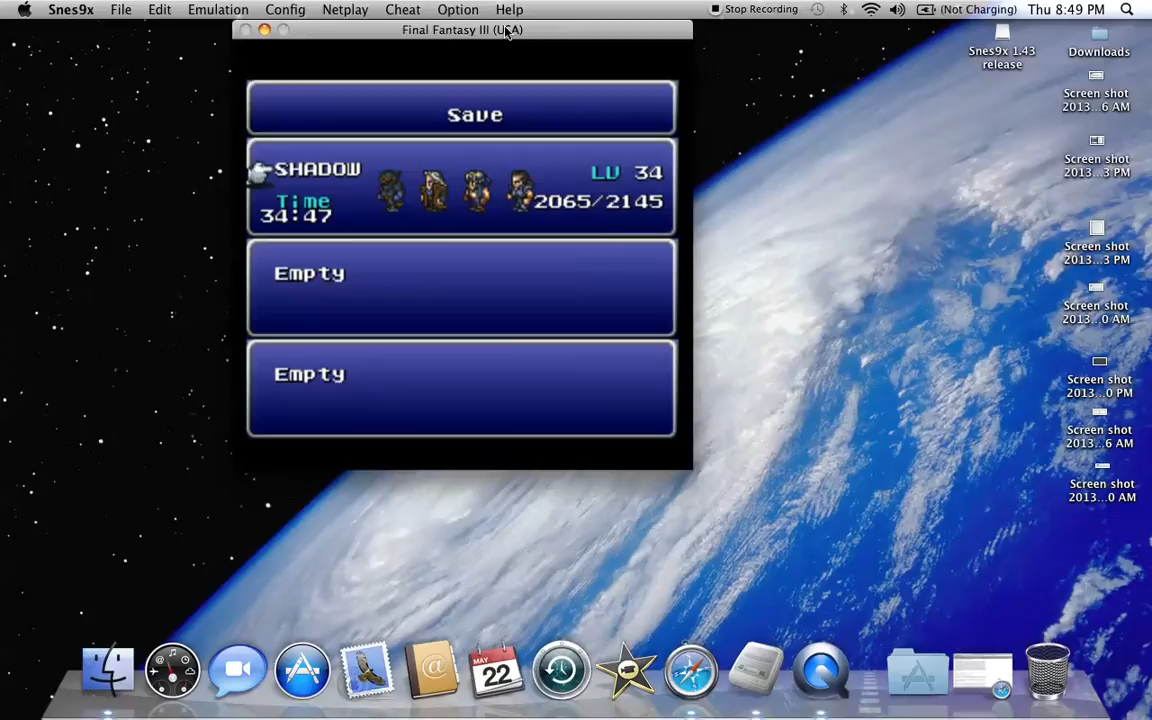 Snes9x File Edit Emulation Config Netplay Cheat Option Help Stop Recording (Not Charging) Thu 8:49 PM
Final Fantasy III (USA)
Save
SHADOW LV 34
Time 2065/2145
34:47
Empty
Empty
Snes9x 1.43
release
Downloads
Screen shot
2013...6 AM
Screen shot
2013...3 PM
Screen shot
2013...3 PM
Screen shot
2013...0 AM
Screen shot
2013...0 PM
Screen shot
2013...6 AM
Screen shot
2013...0 AM
MAY
22